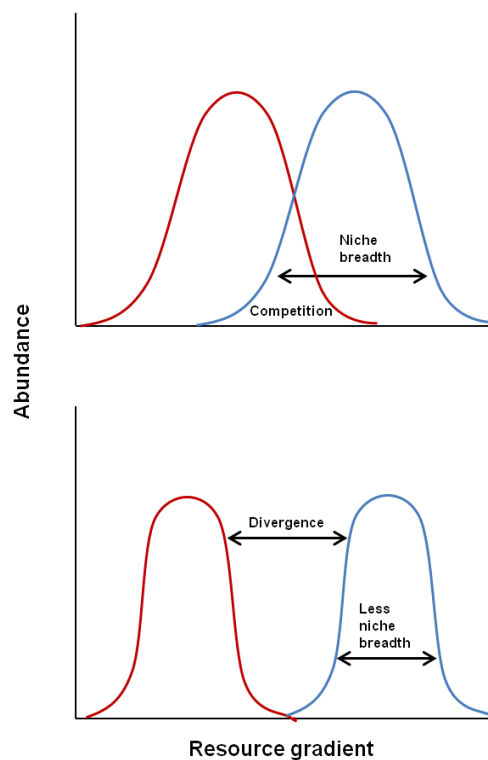 Niche
breadth
Competition
Abundance
Divergence
Less
niche
breadth
Resource gradient